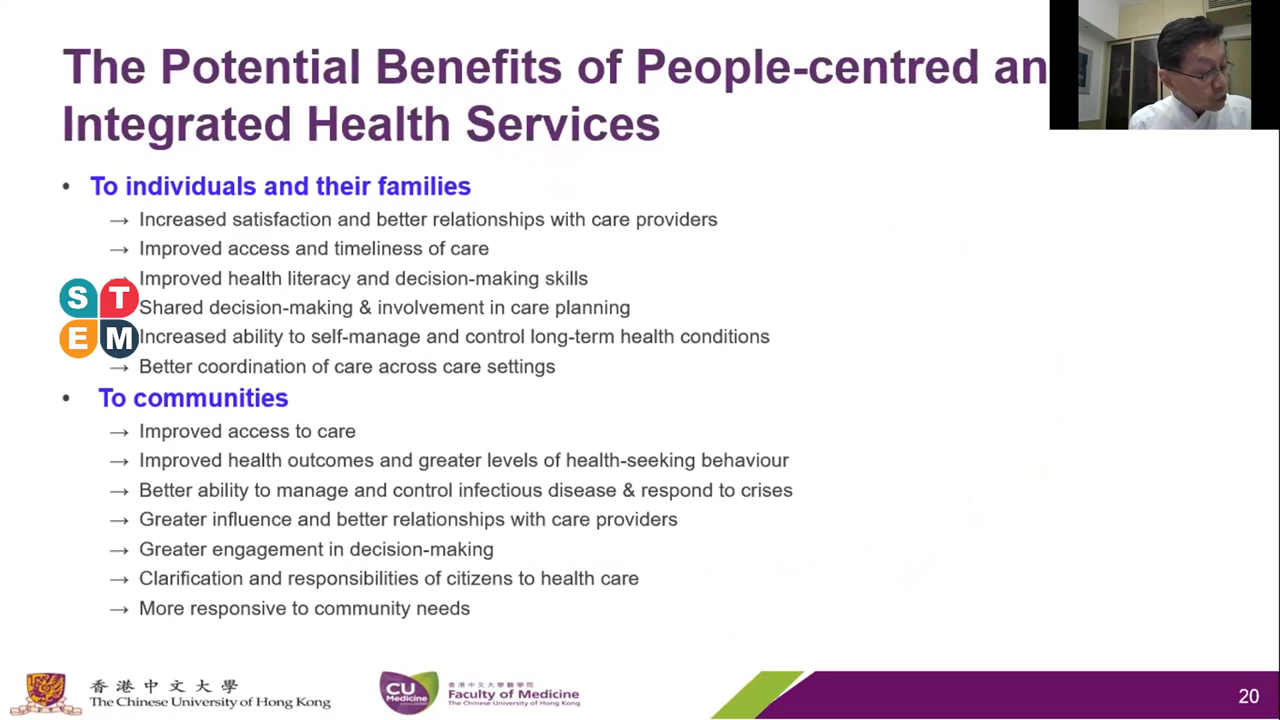 The Potential Benefits of People-centred an
Integrated Health Services
• To individuals and their families
→ Increased satisfaction and better relationships with care providers
→ Improved access and timeliness of care
→ Improved health literacy and decision-making skills
Shared decision-making & involvement in care planning
Increased ability to self-manage and control long-term health conditions
→ Better coordination of care across care settings
S T
E M
• To communities
→ Improved access to care
→ Improved health outcomes and greater levels of health-seeking behaviour
→ Better ability to manage and control infectious disease & respond to crises
→ Greater influence and better relationships with care providers
→ Greater engagement in decision-making
→ Clarification and responsibilities of citizens to health care
→ More responsive to community needs
香港中文大學
The Chinese University of Hong Kong
CU
Medicine
香港中文大學醫學院
Faculty of Medicine
The Chinese University of Hong Kong
20